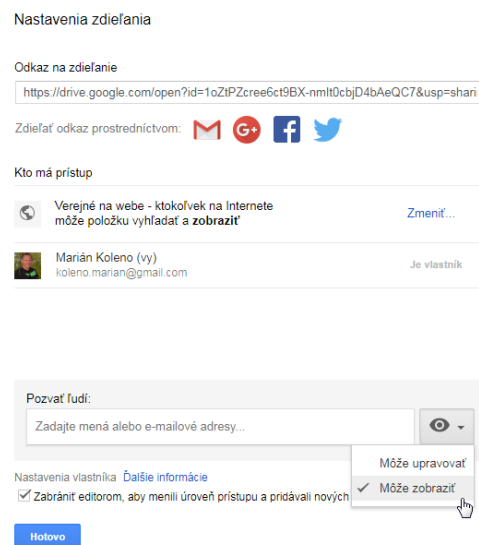 Nastavenia zdieľania
Odkaz na zdieľanie
https://drive.google.com/open?id=1oZtPZcree6ct9BX-nmIt0cbjD4bAeQC7&usp=shari
Zdieľať odkaz prostredníctvom:
Kto má prístup
Verejné na webe - ktokoľvek na Internete
môže položku vyhľadať a zobraziť
Zmeniť...
Marián Koleno (vy)
koleno.marian@gmail.com
Je vlastník
Pozvať ľudí:
Zadajte mená alebo e-mailové adresy...
Môže upravovať
Môže zobraziť
Nastavenia vlastníka Ďalšie informácie
Zabrániť editorom, aby menili úroveň prístupu a pridávali nových
Hotovo